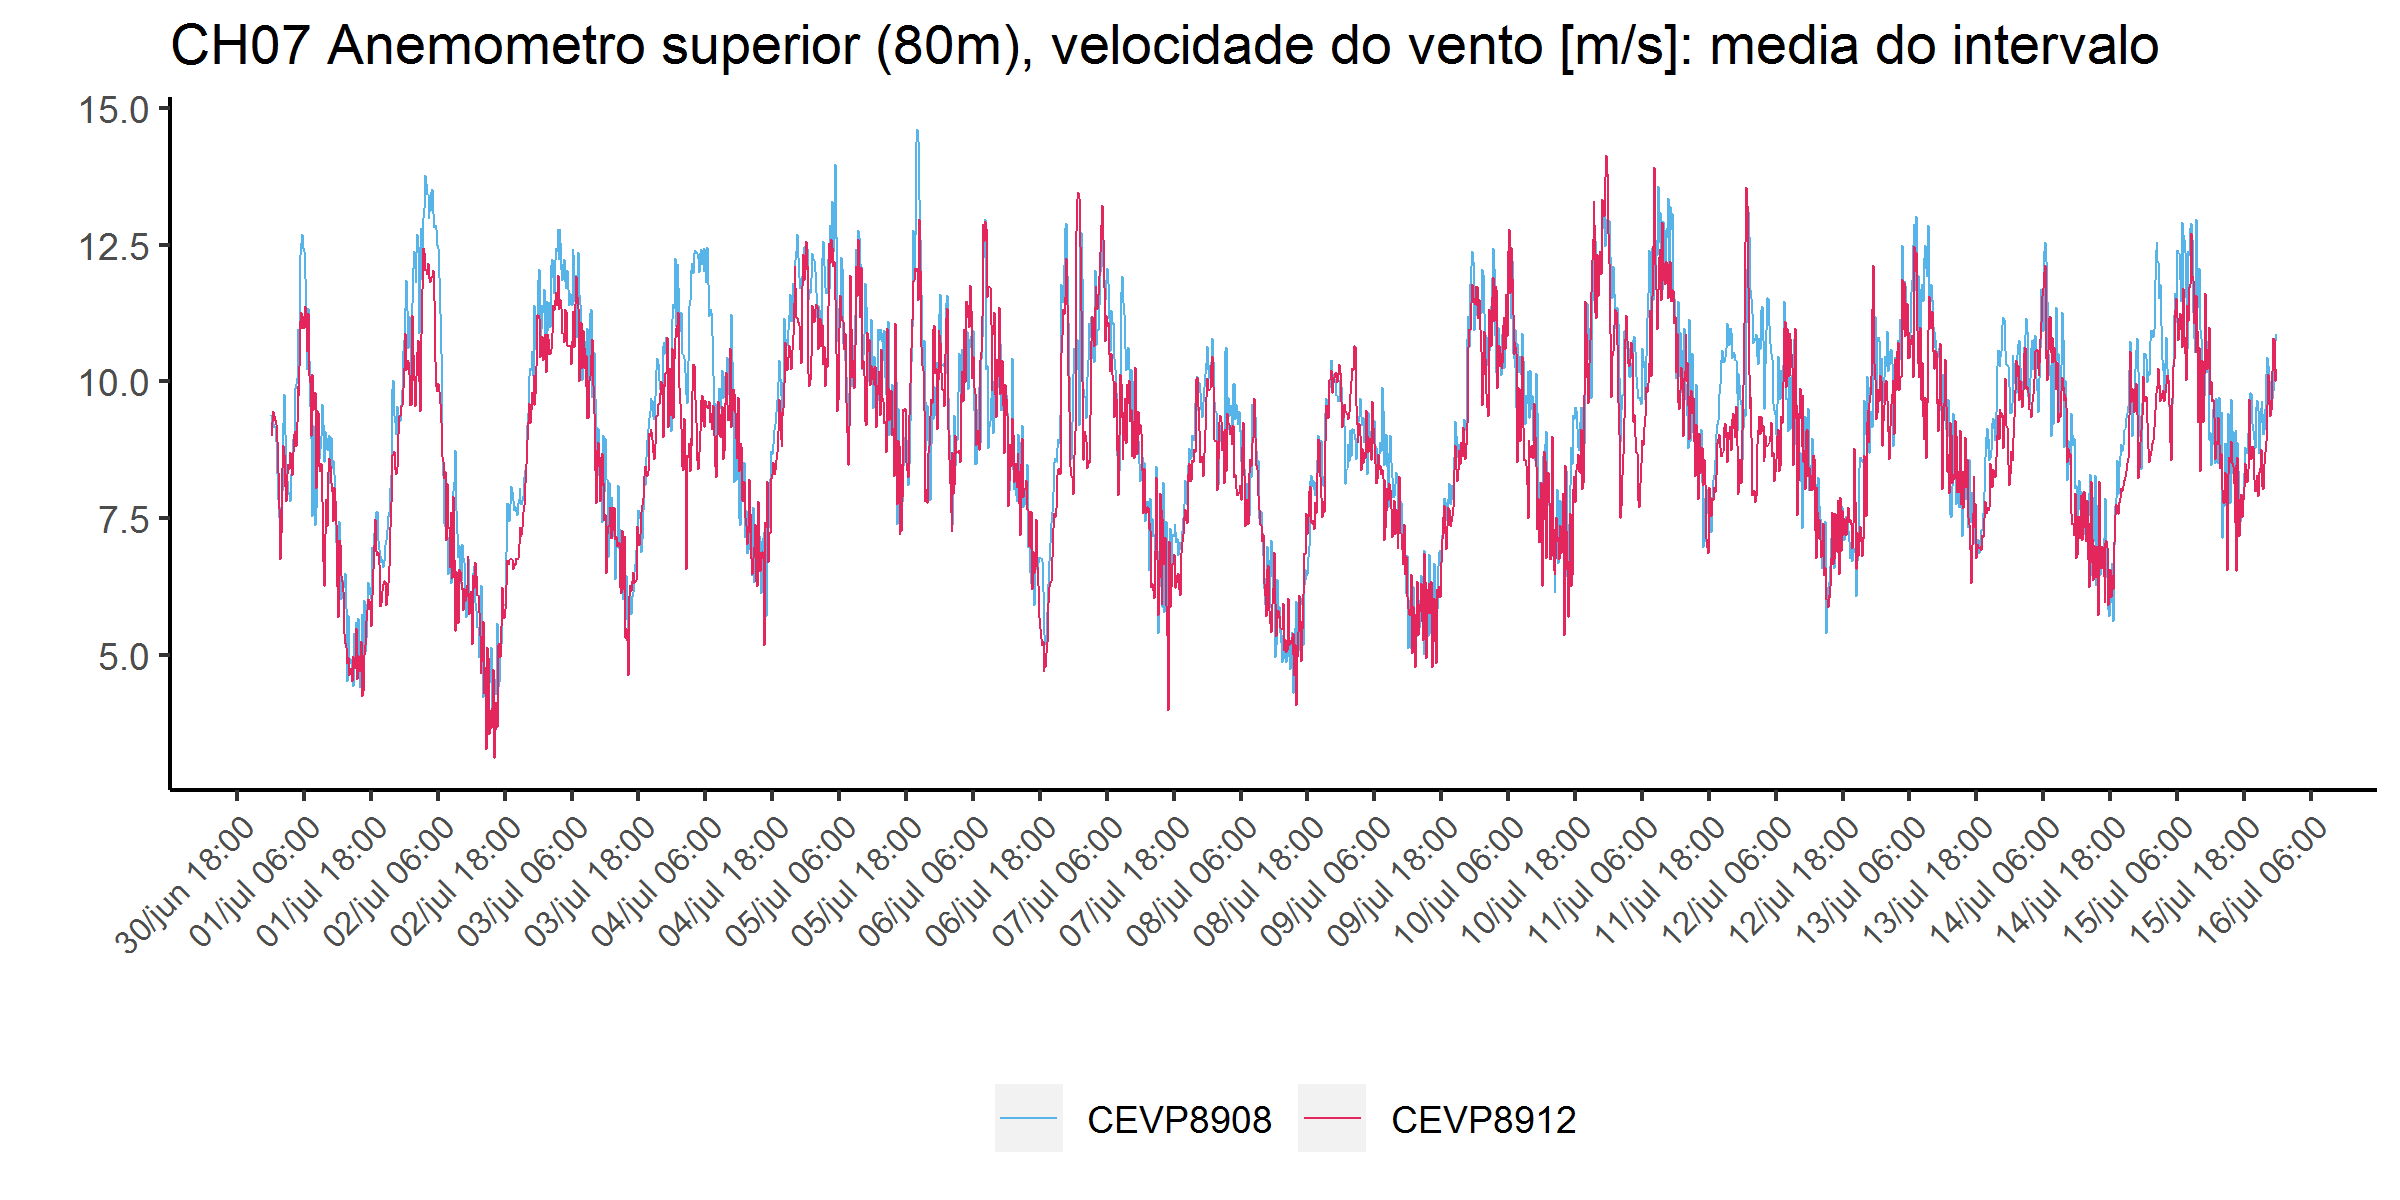 CH07 Anemometro superior (80m), velocidade do vento [m/s]: media do intervalo
15.0
12.5
10.0
7.5
5.0
30/jun 18:00
01/jul 06:00
01/jul 18:00
02/jul 06:00
02/jul 18:00
03/jul 06:00
03/jul 18:00
04/jul 06:00
04/jul 18:00
05/jul 06:00
05/jul 18:00
06/jul 06:00
06/jul 18:00
07/jul 06:00
07/jul 18:00
08/jul 06:00
08/jul 18:00
09/jul 06:00
09/jul 18:00
10/jul 06:00
10/jul 18:00
11/jul 06:00
11/jul 18:00
12/jul 06:00
12/jul 18:00
13/jul 06:00
13/jul 18:00
14/jul 06:00
14/jul 18:00
15/jul 06:00
15/jul 18:00
16/jul 06:00
CEVP8908
CEVP8912